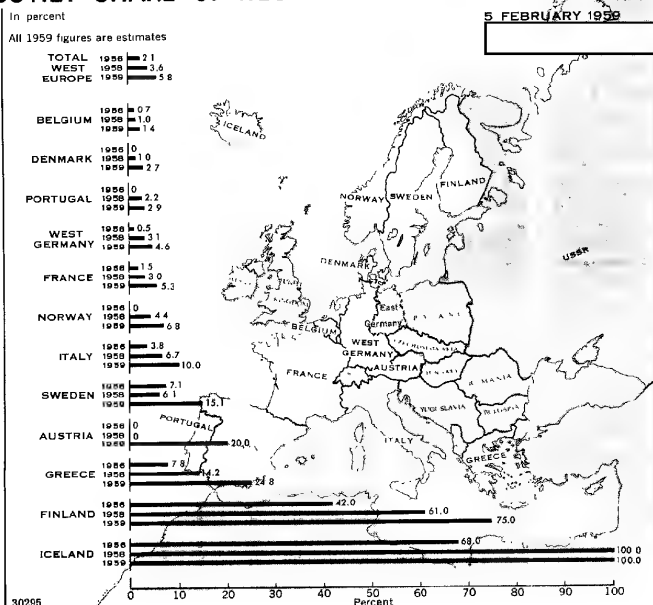 In percent
5 FEBRUARY 1959
All 1959 figures are estimates
TOTAL WEST EUROPE
1956 2.1
1958 3.6
1959 5.8
BELGIUM
1956 0.7
1958 1.0
1959 1.4
DENMARK
1956 0
1958 1.0
1959 2.7
PORTUGAL
1956 0
1958 2.2
1959 2.9
WEST GERMANY
1956 0.5
1958 3.1
1959 4.6
FRANCE
1956 1.5
1958 3.0
1959 5.3
NORWAY
1956 0
1958 4.4
1959 6.8
ITALY
1956 3.8
1958 6.7
1959 10.0
SWEDEN
1956 7.1
1958 6.1
1959 15.1
AUSTRIA
1956 0
1958 0
1959 20.0
GREECE
1956 7.8
1958 14.2
1959 24.8
FINLAND
1956 42.0
1958 61.0
1959 75.0
ICELAND
1956 68.0
1958 100.0
1959 100.0
0 10 20 30 40 50 60 70 80 90 100
Percent
30295
ICELAND
NORWAY
SWEDEN
FINLAND
USSR
DENMARK
BELGIUM
East Germany
WEST GERMANY
FRANCE
AUSTRIA
PORTUGAL
ITALY
GREECE